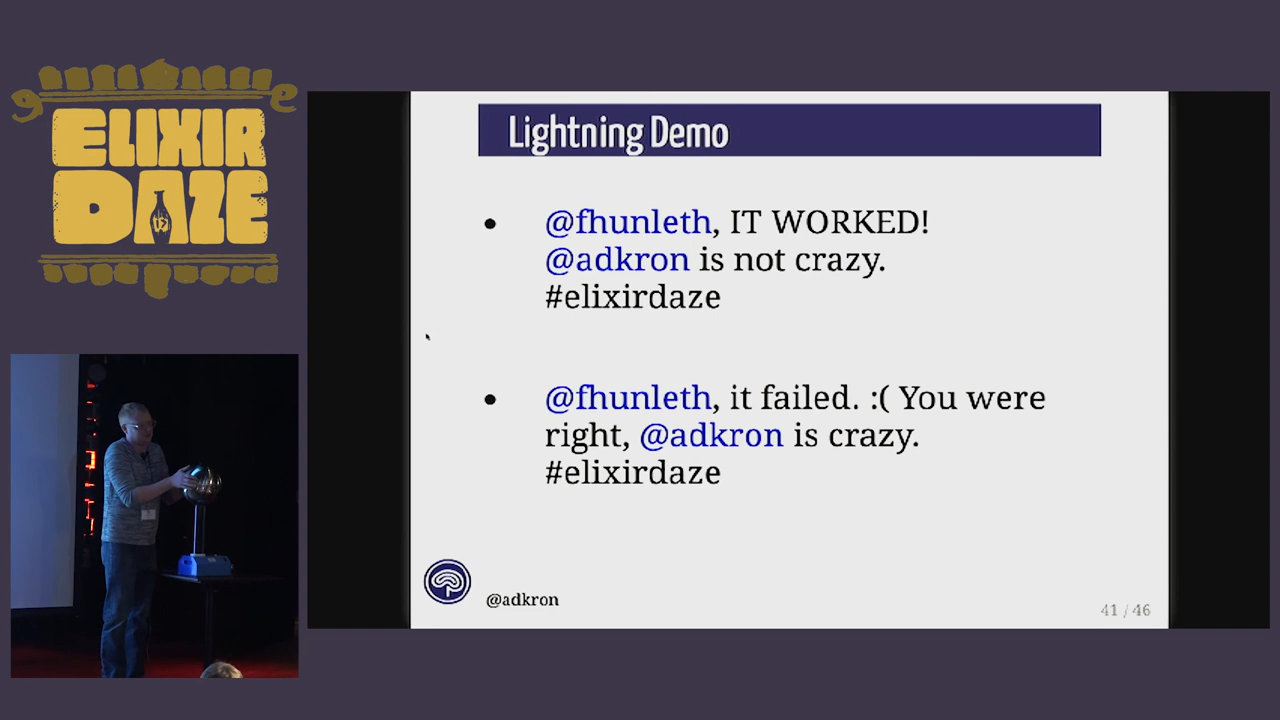 ELIXIR
DAZE
Lightning Demo
@fhunleth, IT WORKED!
@adkron is not crazy.
#elixirdaze
@fhunleth, it failed. :( You were
right, @adkron is crazy.
#elixirdaze
@adkron
41 / 46